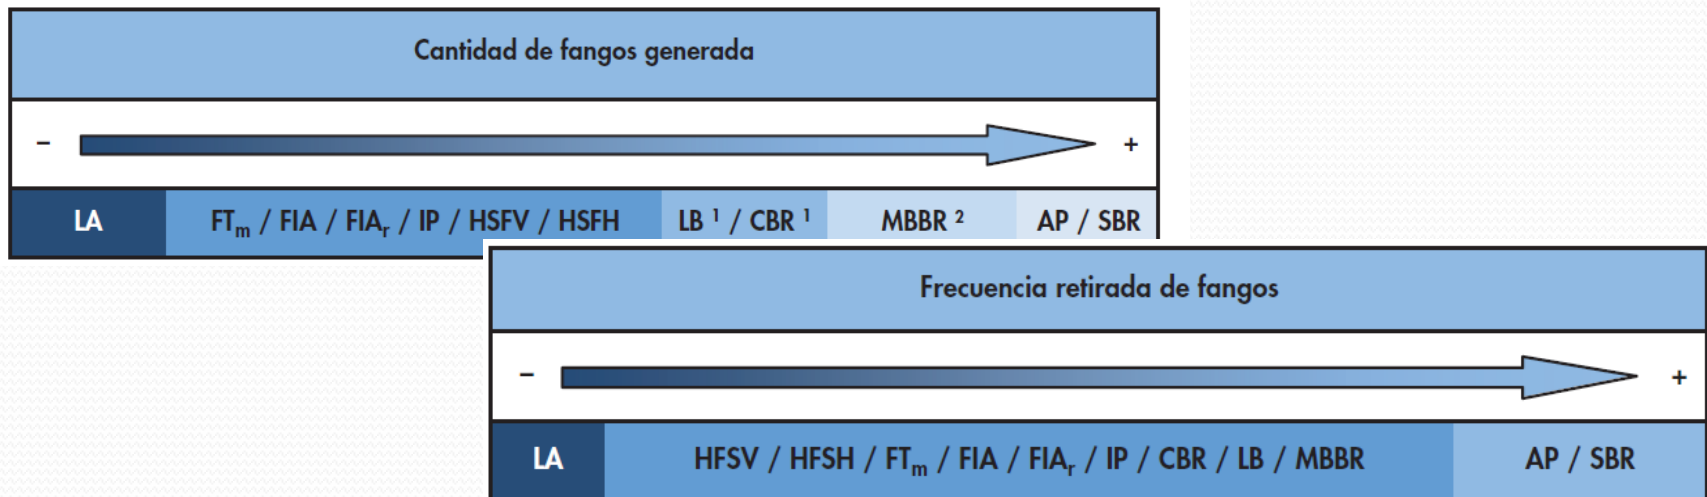 Cantidad de fangos generada
– +
LA FTm / FIA / FIAr / IP / HSFV / HSFH LB 1 / CBR 1 MBBR 2 AP / SBR
Frecuencia retirada de fangos
– +
LA HFSV / HFSH / FTm / FIA / FIAr / IP / CBR / LB / MBBR AP / SBR